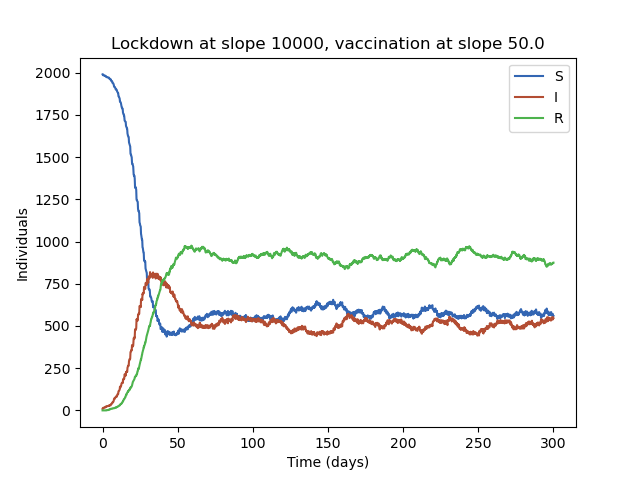 Lockdown at slope 10000, vaccination at slope 50.0
S
I
R
Individuals
2000
1750
1500
1250
1000
750
500
250
0
0 50 100 150 200 250 300
Time (days)